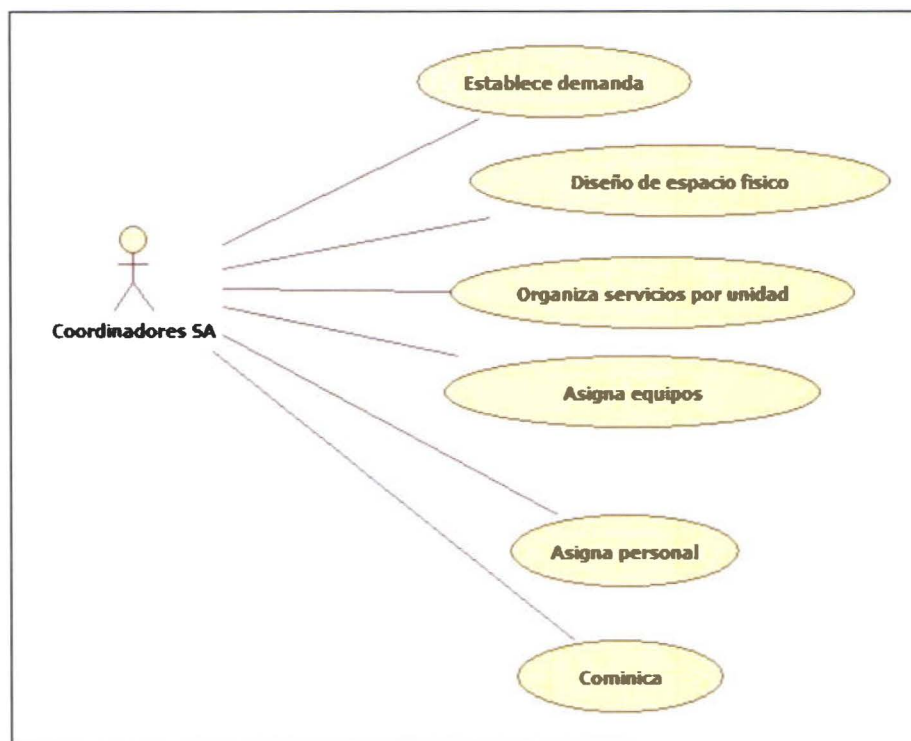 Establece demanda
Diseño de espacio fisico
Organiza servicios por unidad
Coordinadores SA
Asigna equipos
Asigna personal
Cominica